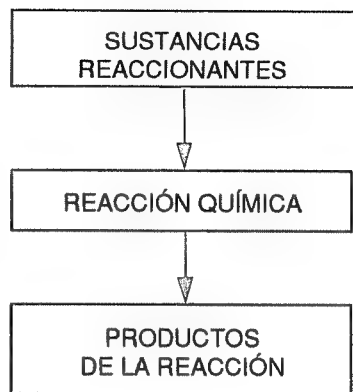 SUSTANCIAS
REACCIONANTES
REACCIÓN QUÍMICA
PRODUCTOS
DE LA REACCIÓN